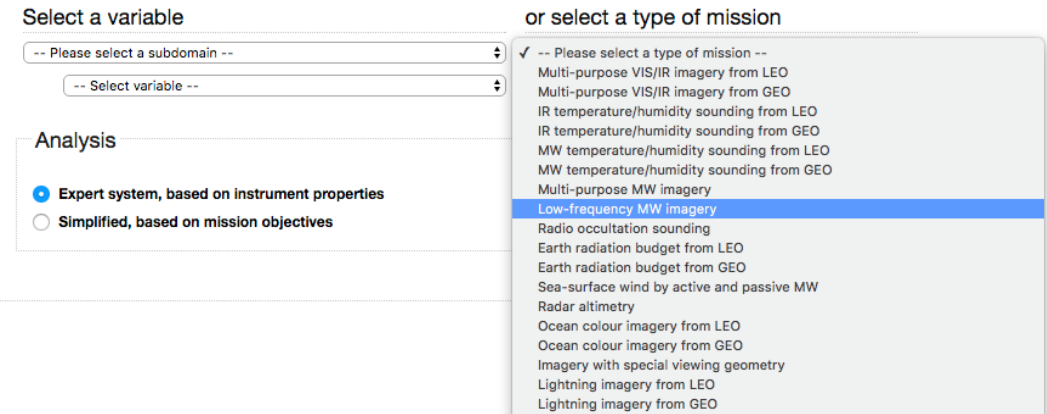 Select a variable
-- Please select a subdomain --
-- Select variable --
Analysis
Expert system, based on instrument properties
Simplified, based on mission objectives
or select a type of mission
✓ -- Please select a type of mission --
Multi-purpose VIS/IR imagery from LEO
Multi-purpose VIS/IR imagery from GEO
IR temperature/humidity sounding from LEO
IR temperature/humidity sounding from GEO
MW temperature/humidity sounding from LEO
MW temperature/humidity sounding from GEO
Multi-purpose MW imagery
Low-frequency MW imagery
Radio occultation sounding
Earth radiation budget from LEO
Earth radiation budget from GEO
Sea-surface wind by active and passive MW
Radar altimetry
Ocean colour imagery from LEO
Ocean colour imagery from GEO
Imagery with special viewing geometry
Lightning imagery from LEO
Lightning imagery from GEO